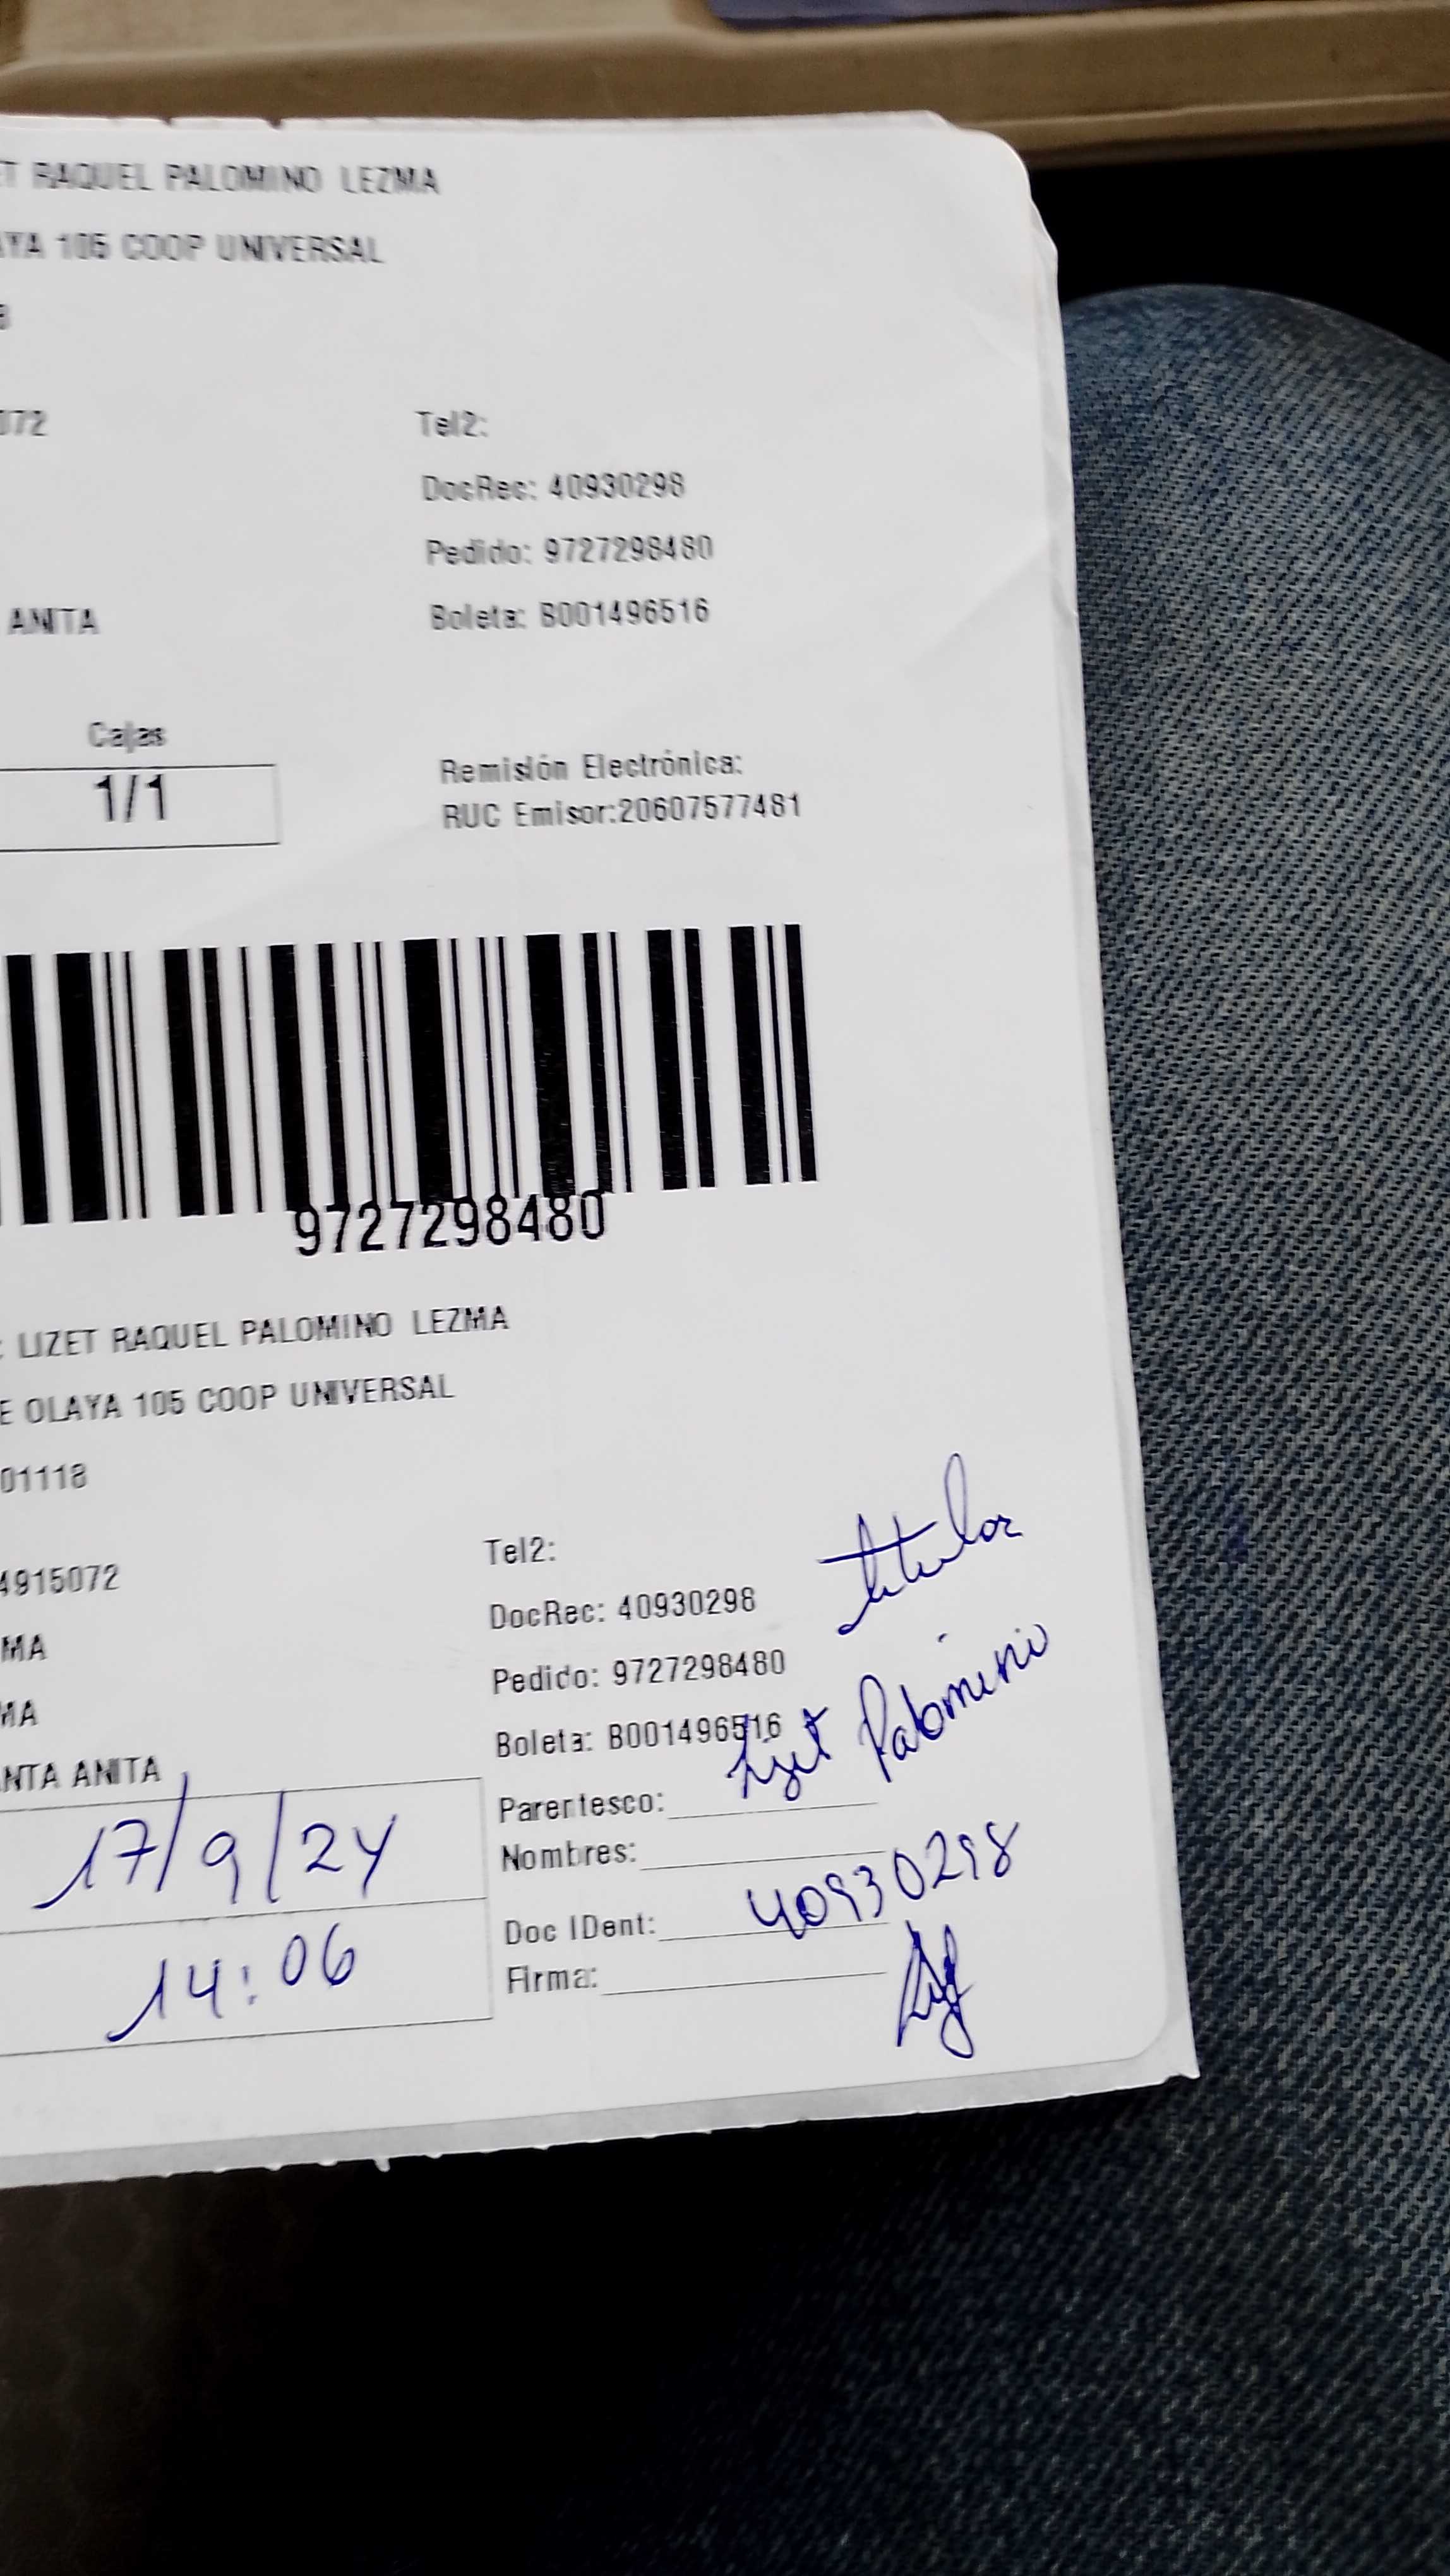 RAQUEL PALOMINO LEZMA
105 COOP UNIVERSAL
072
Tel2:
DocRec: 40930298
Pedido: 9727298480
ANITA
Boleta: B001496516
Cajas
1/1
Remisión Electrónica:
RUC Emisor:20607577481
9727298480
: LIZET RAQUEL PALOMINO LEZMA
E OLAYA 105 COOP UNIVERSAL
01118
Tel2:
titular
4915072
DocRec: 40930298
MA
Pedido: 9727298480
MA
Boleta: B001496516
Lizet Palomino
NTA ANITA
Parentesco:
17/9/24
Nombres:
Doc IDent: 40930298
14:06
Firma: